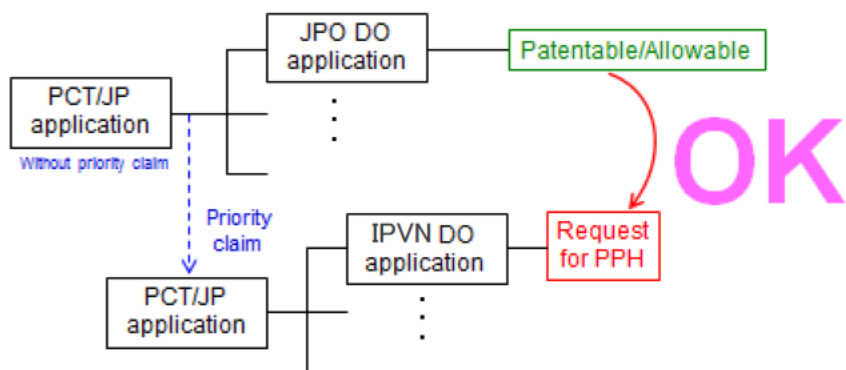 JPO DO
application
Patentable/Allowable
PCT/JP
application
Without priority claim
OK
Priority
claim
IPVN DO
application
Request
for PPH
PCT/JP
application